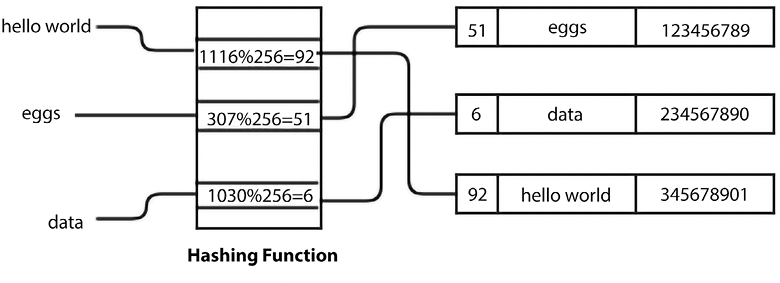 hello world
1116%256=92
51 eggs 123456789
eggs
307%256=51
6 data 234567890
data
1030%256=6
92 hello world 345678901
Hashing Function